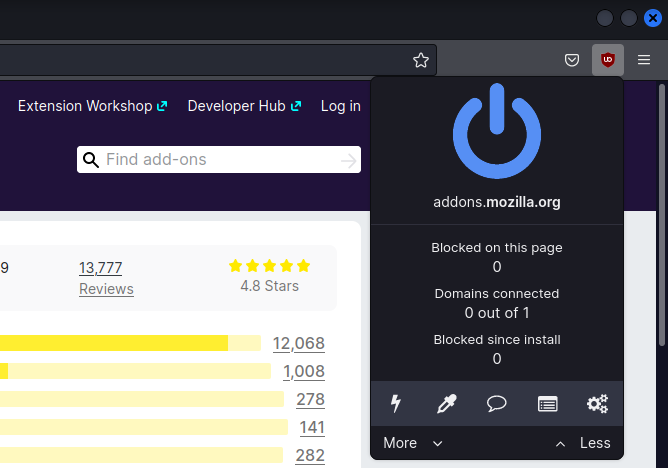 Extension Workshop
Developer Hub
Log in
Find add-ons
addons.mozilla.org
Blocked on this page
0
Domains connected
0 out of 1
Blocked since install
0
More
Less
9
13,777
Reviews
4.8 Stars
12,068
1,008
278
141
282